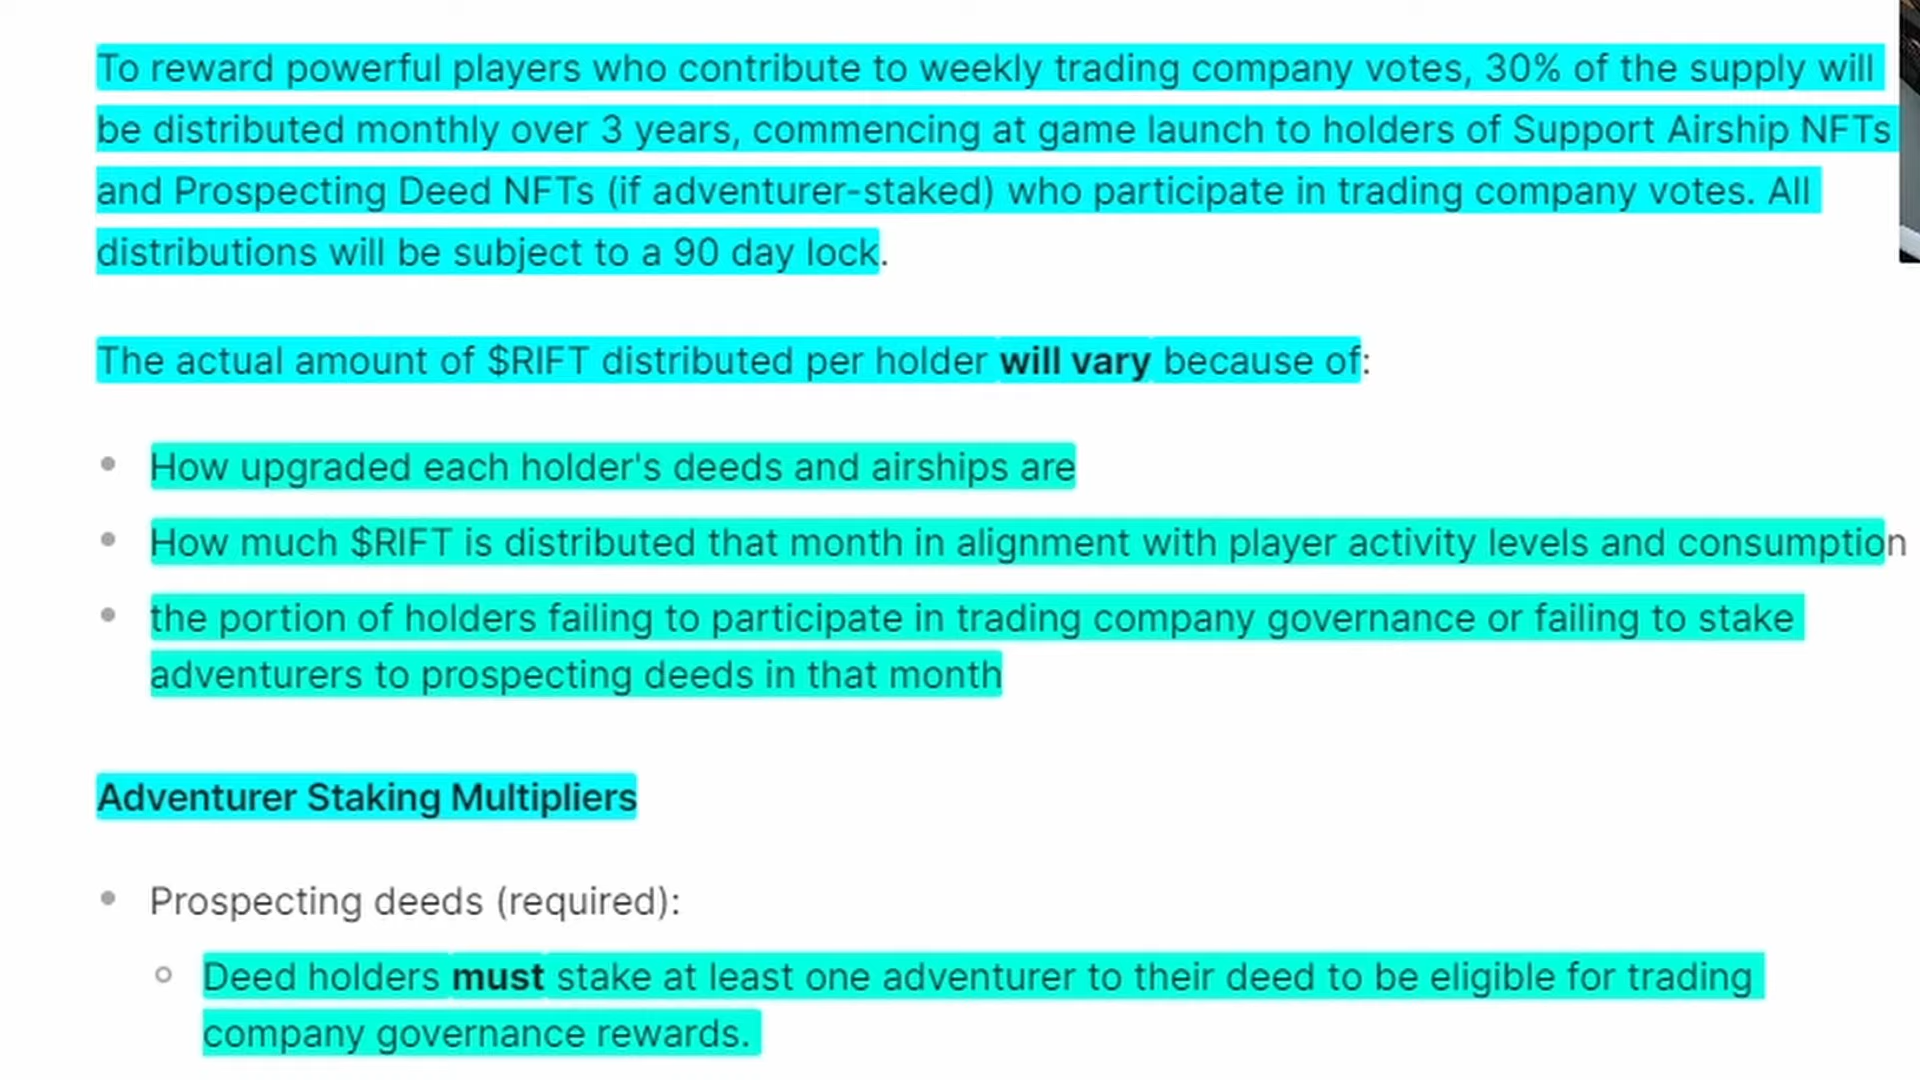 To reward powerful players who contribute to weekly trading company votes, 30% of the supply will
be distributed monthly over 3 years, commencing at game launch to holders of Support Airship NFTs
and Prospecting Deed NFTs (if adventurer-staked) who participate in trading company votes. All
distributions will be subject to a 90 day lock.
The actual amount of $RIFT distributed per holder will vary because of:
• How upgraded each holder's deeds and airships are
• How much $RIFT is distributed that month in alignment with player activity levels and consumption
• the portion of holders failing to participate in trading company governance or failing to stake
adventurers to prospecting deeds in that month
Adventurer Staking Multipliers
• Prospecting deeds (required):
○ Deed holders must stake at least one adventurer to their deed to be eligible for trading
company governance rewards.